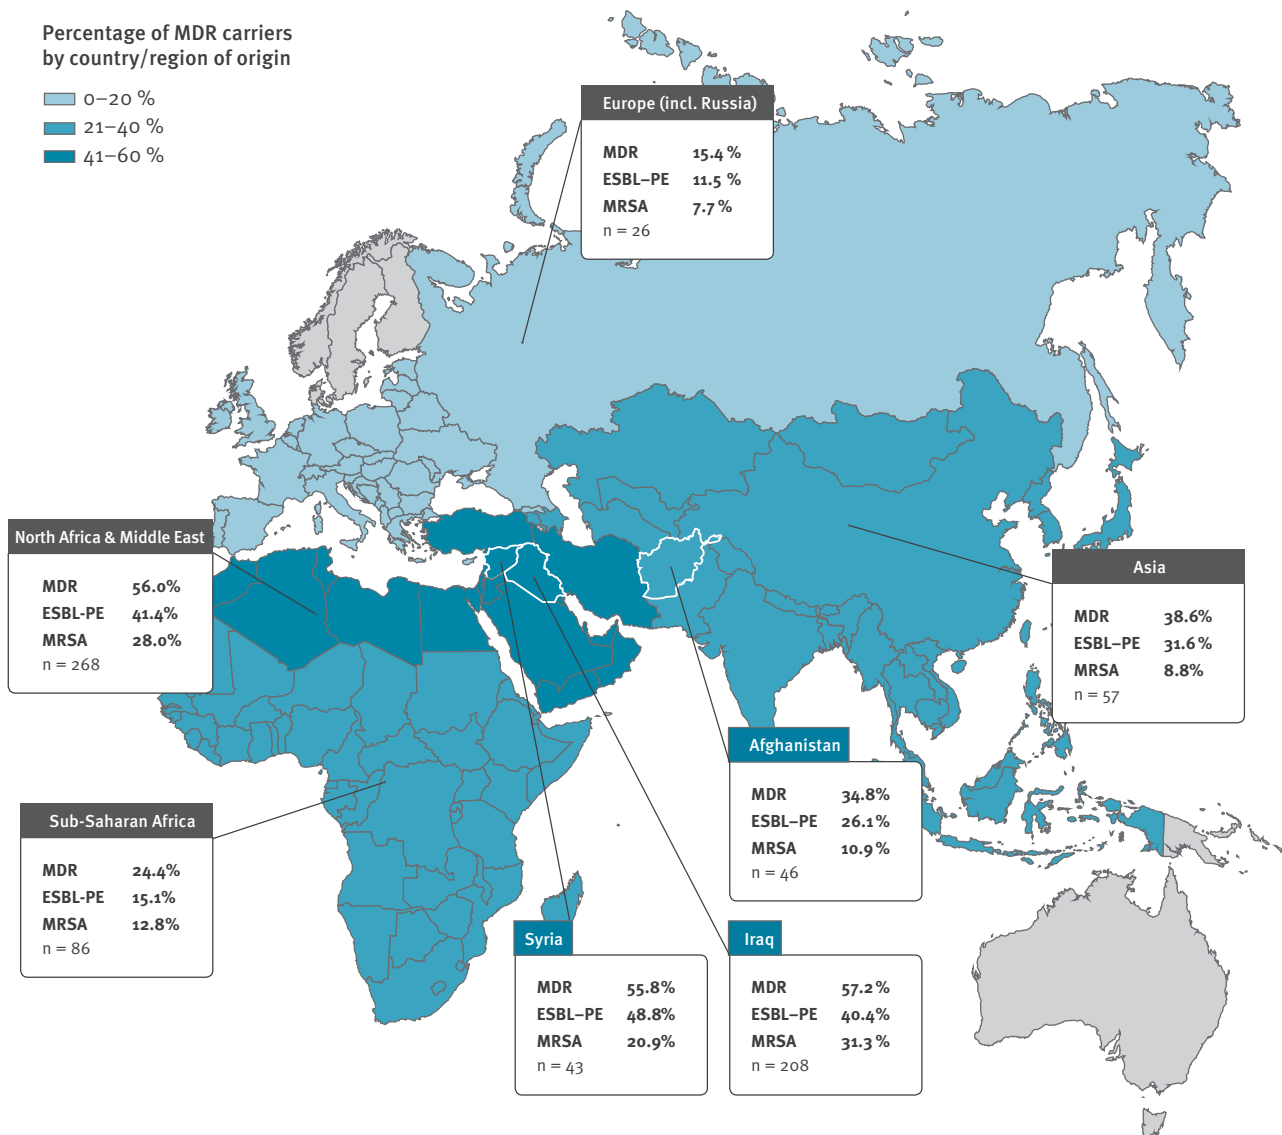 Percentage of MDR carriers
by country/region of origin
0–20 %
21–40 %
41–60 %
Europe (incl. Russia)
MDR 15.4 %
ESBL–PE 11.5 %
MRSA 7.7 %
n = 26
North Africa & Middle East
MDR 56.0%
ESBL-PE 41.4%
MRSA 28.0%
n = 268
Asia
MDR 38.6%
ESBL–PE 31.6 %
MRSA 8.8%
n = 57
Afghanistan
MDR 34.8%
ESBL–PE 26.1%
MRSA 10.9 %
n = 46
Sub-Saharan Africa
MDR 24.4%
ESBL-PE 15.1%
MRSA 12.8%
n = 86
Syria
MDR 55.8%
ESBL–PE 48.8%
MRSA 20.9%
n = 43
Iraq
MDR 57.2 %
ESBL–PE 40.4%
MRSA 31.3 %
n = 208